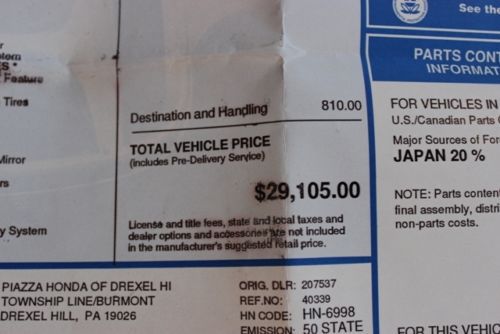 See the
r
stem
S *
Feature
Tires
Mirror
rs
y System
Destination and Handling 810.00
TOTAL VEHICLE PRICE
(Includes Pre-Delivery Service)
$29,105.00
License and title fees, state and local taxes and
dealer options and accessories are not included
in the manufacturer's suggested retail price.
PARTS CONT
INFORMAT
FOR VEHICLES IN
U.S./Canadian Parts
Major Sources of For
JAPAN 20 %
NOTE: Parts content
final assembly, distri
non-parts costs.
PIAZZA HONDA OF DREXEL HI
TOWNSHIP LINE/BURMONT
DREXEL HILL, PA 19026
ORIG. DLR: 207537
REF.NO: 40339
HN CODE: HN-6998
EMISSION: 50 STATE
FOR THIS VEHIC